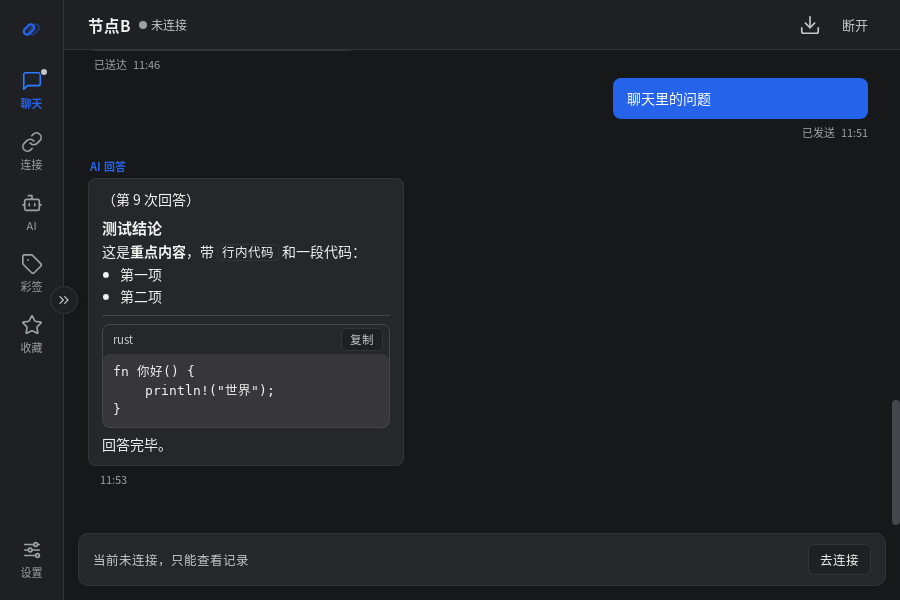 节点B 未连接
断开
聊天
连接
AI
彩签
收藏
设置
已送达 11:46
聊天里的问题
已发送 11:51
AI 回答
（第 9 次回答）
测试结论
这是重点内容，带 行内代码 和一段代码：
第一项
第二项
rust 复制
fn 你好() {
    println!("世界");
}
回答完毕。
11:53
当前未连接，只能查看记录
去连接